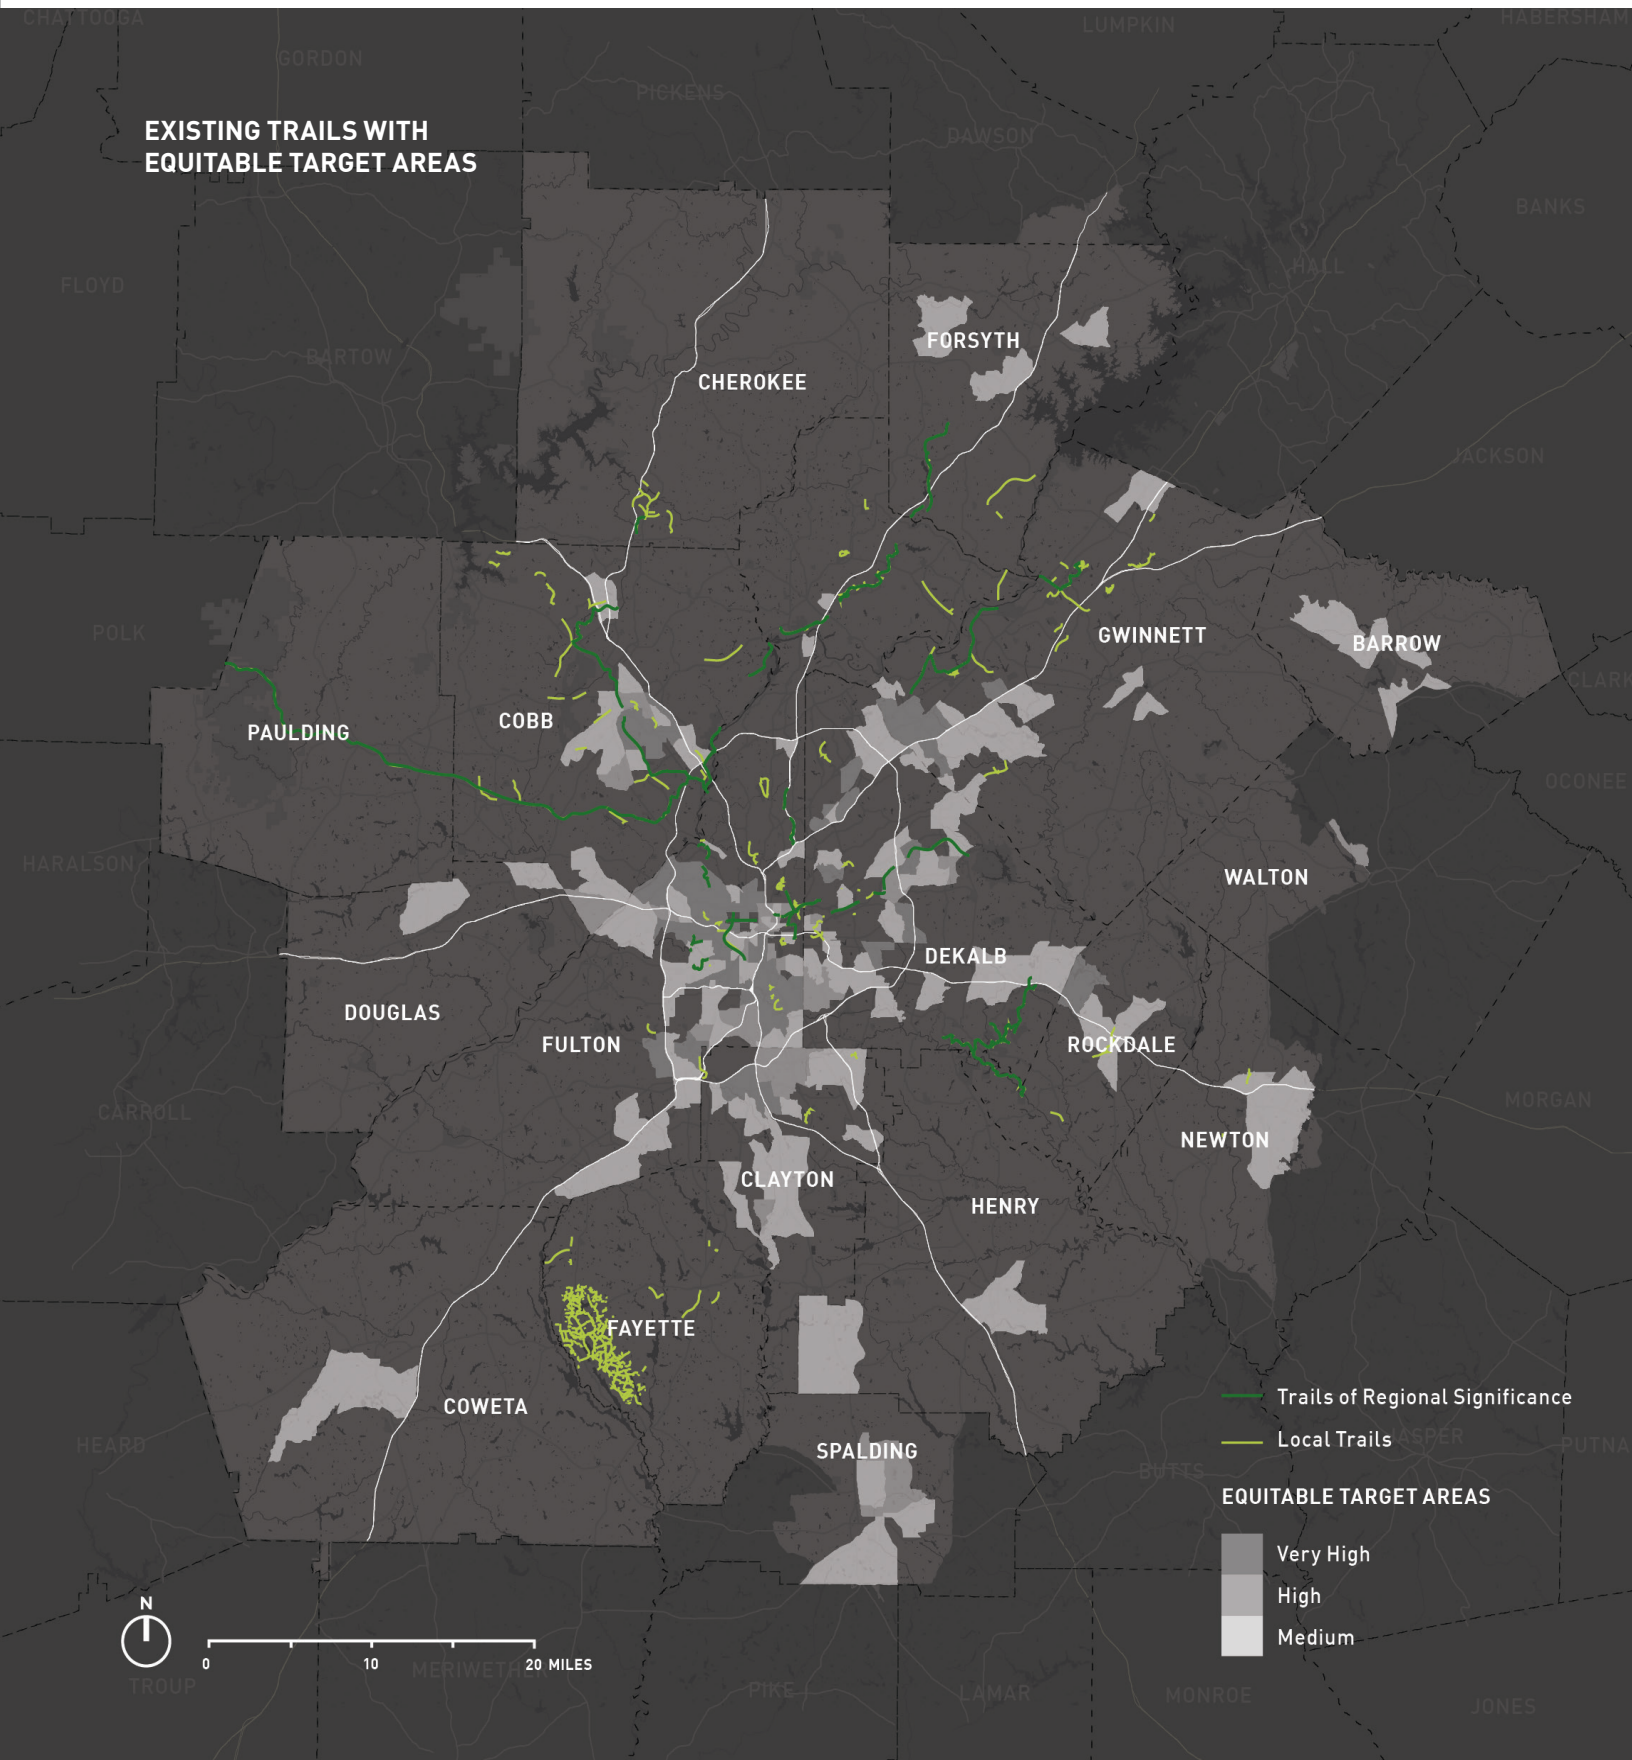 CHATTOOGA
LUMPKIN
HABERSHAM
GORDON
PICKENS
EXISTING TRAILS WITH
EQUITABLE TARGET AREAS
DAWSON
BANKS
FLOYD
HALL
FORSYTH
BARTOW
CHEROKEE
JACKSON
POLK
GWINNETT
BARROW
CLARK
COBB
PAULDING
OCONEE
HARALSON
WALTON
DEKALB
DOUGLAS
FULTON
ROCKDALE
CARROLL
MORGAN
NEWTON
CLAYTON
HENRY
FAYETTE
COWETA
Trails of Regional Significance
Local Trails
HEARD
JASPER
PUTNA
SPALDING
BUTTS
EQUITABLE TARGET AREAS
Very High
High
Medium
N
0 10 20 MILES
MERIWETHER
TROUP
PIKE
LAMAR
MONROE
JONES